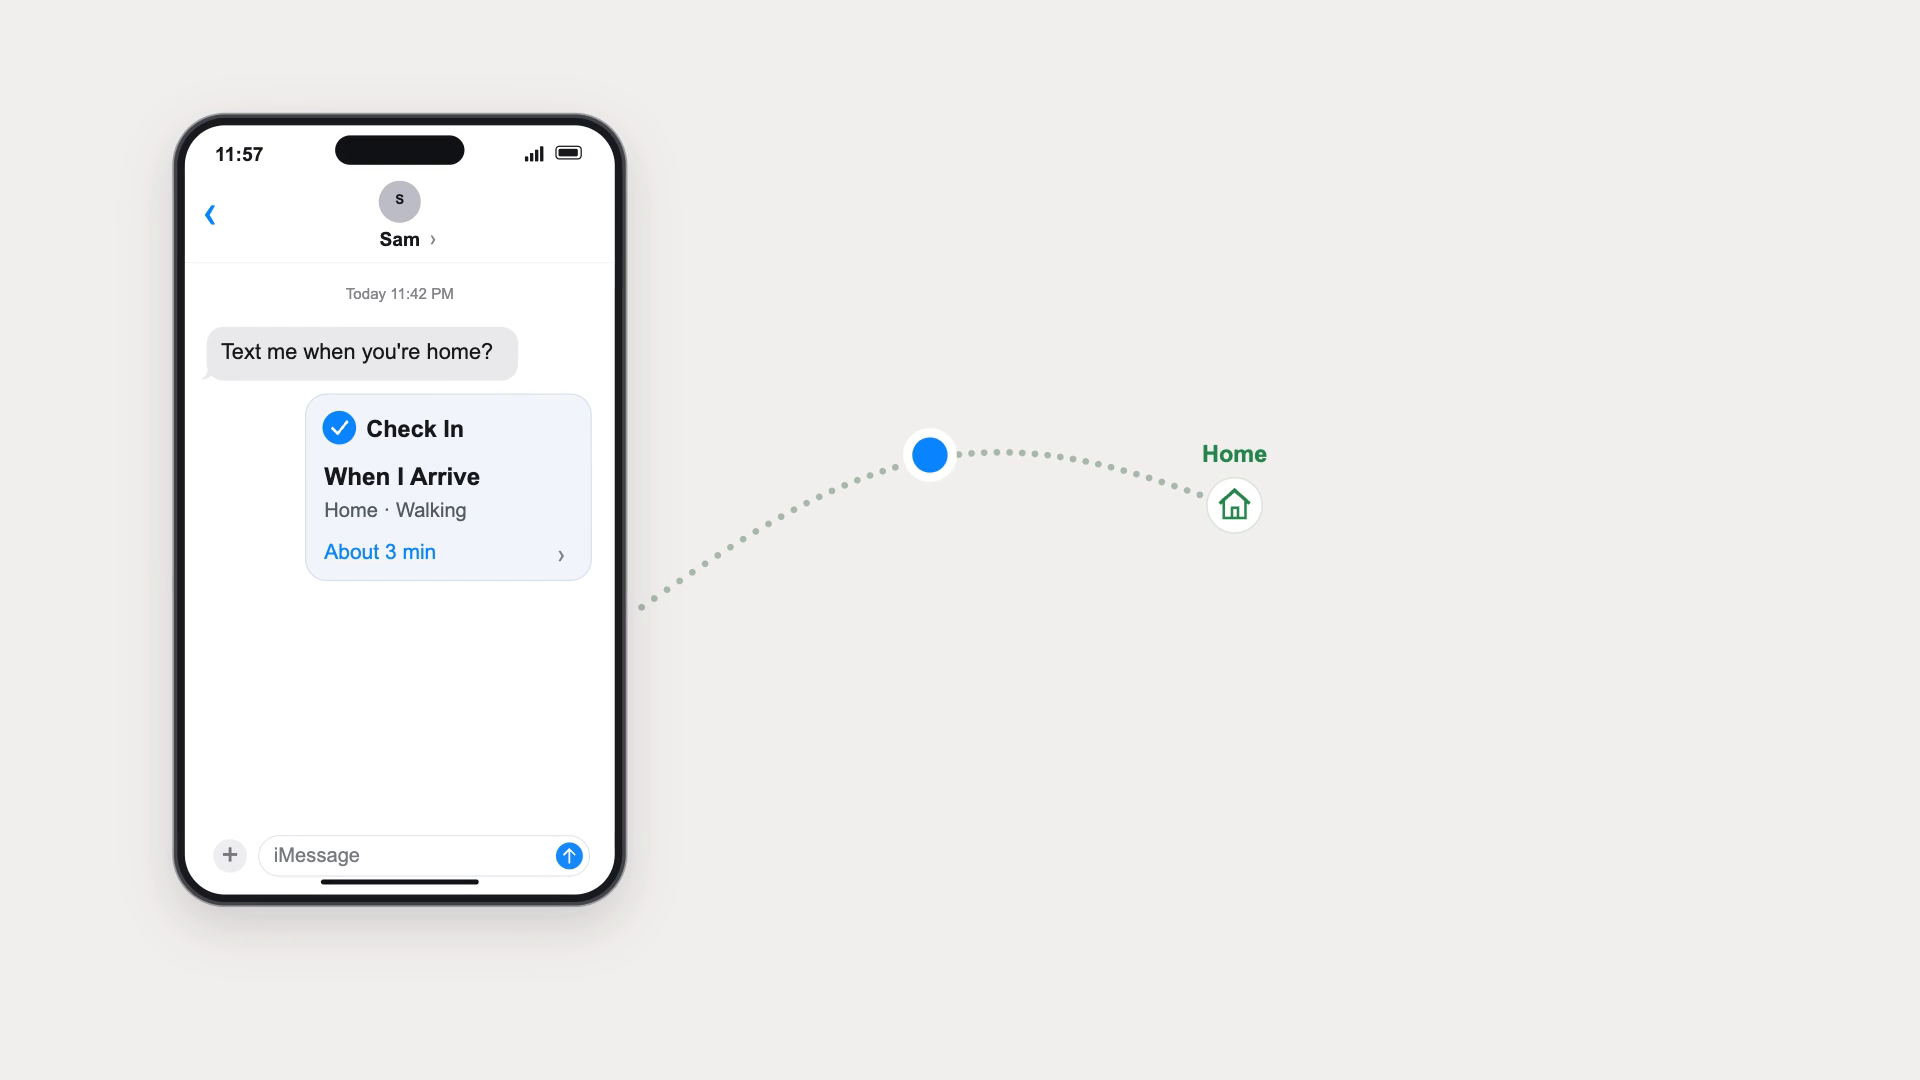 11:57
S
Sam
Today 11:42 PM
Text me when you're home?
Check In
When I Arrive
Home · Walking
About 3 min
iMessage
Home